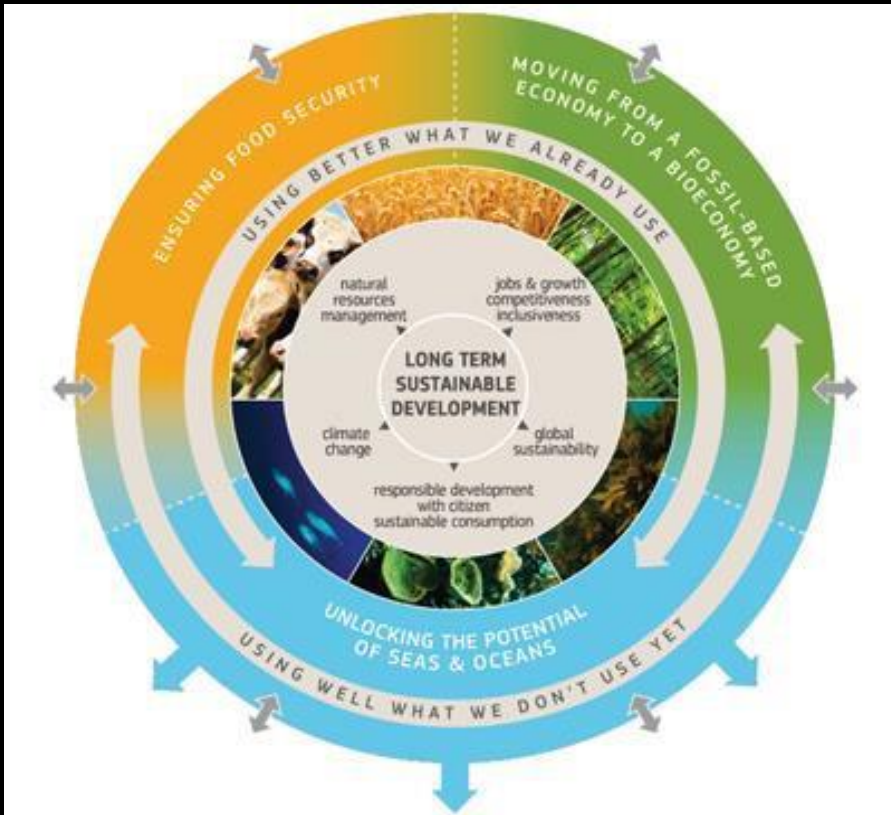 ENSURING FOOD SECURITY
MOVING FROM A FOSSIL-BASED
ECONOMY TO A BIOECONOMY
USING BETTER WHAT WE ALREADY USE
natural
resources
management
jobs & growth
competitiveness
inclusiveness
LONG TERM
SUSTAINABLE
DEVELOPMENT
climate
change
global
sustainability
responsible development
with citizen
sustainable consumption
UNLOCKING THE POTENTIAL
OF SEAS & OCEANS
USING WELL WHAT WE DON'T USE YET